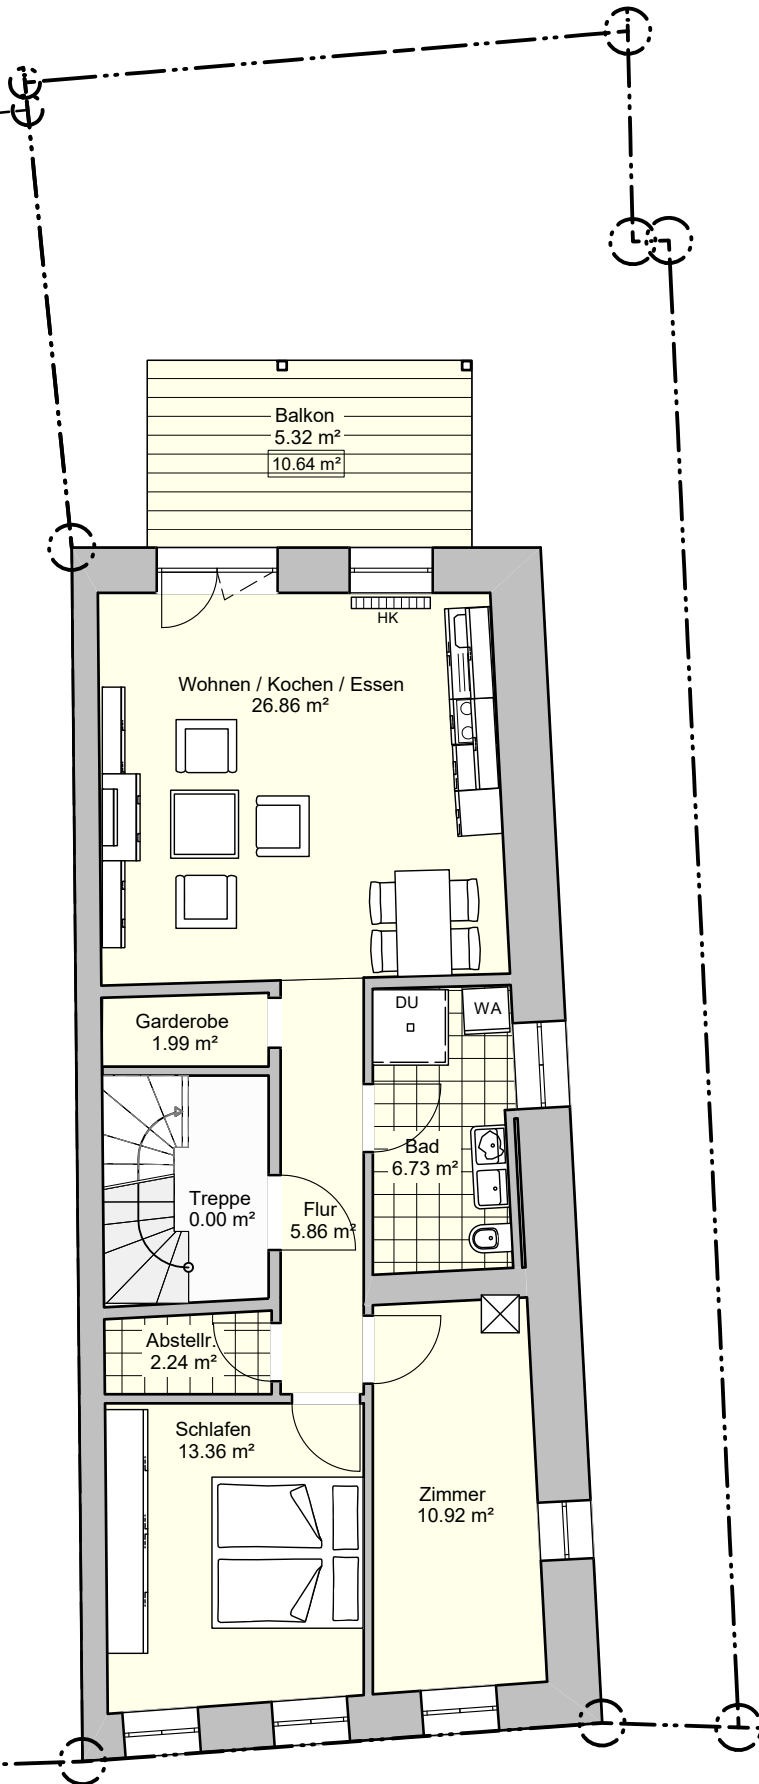 Balkon
5.32 m²
10.64 m²
HK
Wohnen / Kochen / Essen
26.86 m²
DU
WA
Garderobe
1.99 m²
Bad
6.73 m²
Treppe
0.00 m²
Flur
5.86 m²
Abstellr.
2.24 m²
Schlafen
13.36 m²
Zimmer
10.92 m²